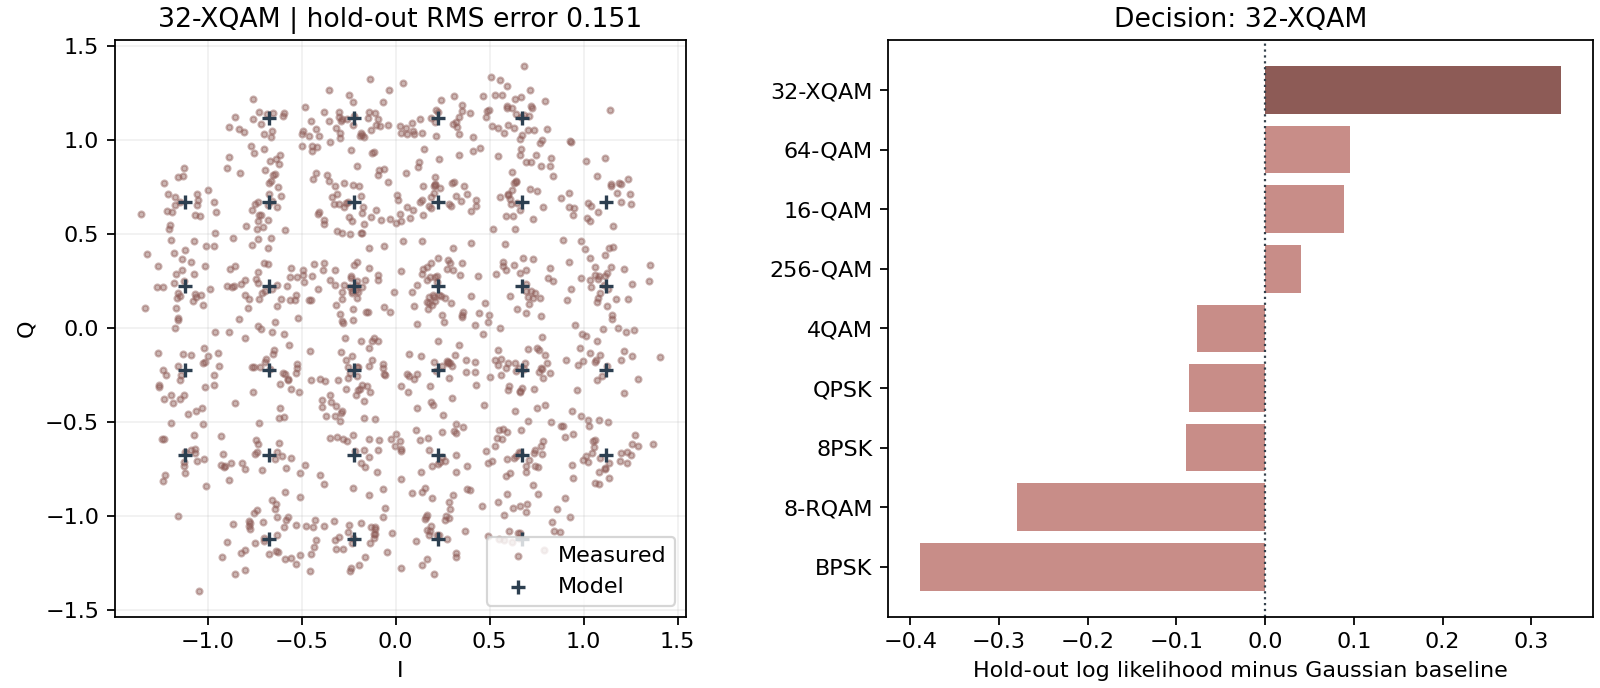 32-XQAM | hold-out RMS error 0.151
1.5
1.0
0.5
0.0
−0.5
−1.0
−1.5
Q
−1.0
−0.5
0.0
0.5
1.0
1.5
I
Measured
Model
Decision: 32-XQAM
32-XQAM
64-QAM
16-QAM
256-QAM
4QAM
QPSK
8PSK
8-RQAM
BPSK
−0.4
−0.3
−0.2
−0.1
0.0
0.1
0.2
0.3
Hold-out log likelihood minus Gaussian baseline